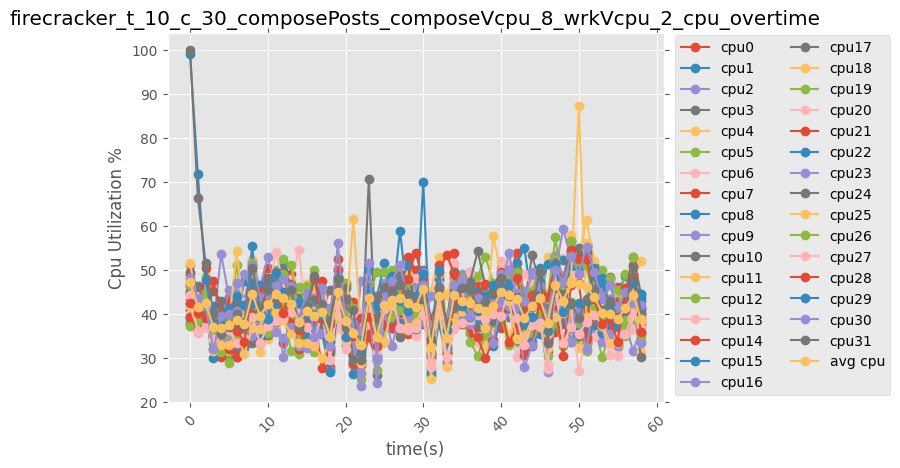 firecracker_t_10_c_30_composePosts_composeVcpu_8_wrkVcpu_2_cpu_overtime
100
90
80
70
60
50
40
30
20
Cpu Utilization %
0
10
20
30
40
50
60
time(s)
cpu0
cpu1
cpu2
cpu3
cpu4
cpu5
cpu6
cpu7
cpu8
cpu9
cpu10
cpu11
cpu12
cpu13
cpu14
cpu15
cpu16
cpu17
cpu18
cpu19
cpu20
cpu21
cpu22
cpu23
cpu24
cpu25
cpu26
cpu27
cpu28
cpu29
cpu30
cpu31
avg cpu